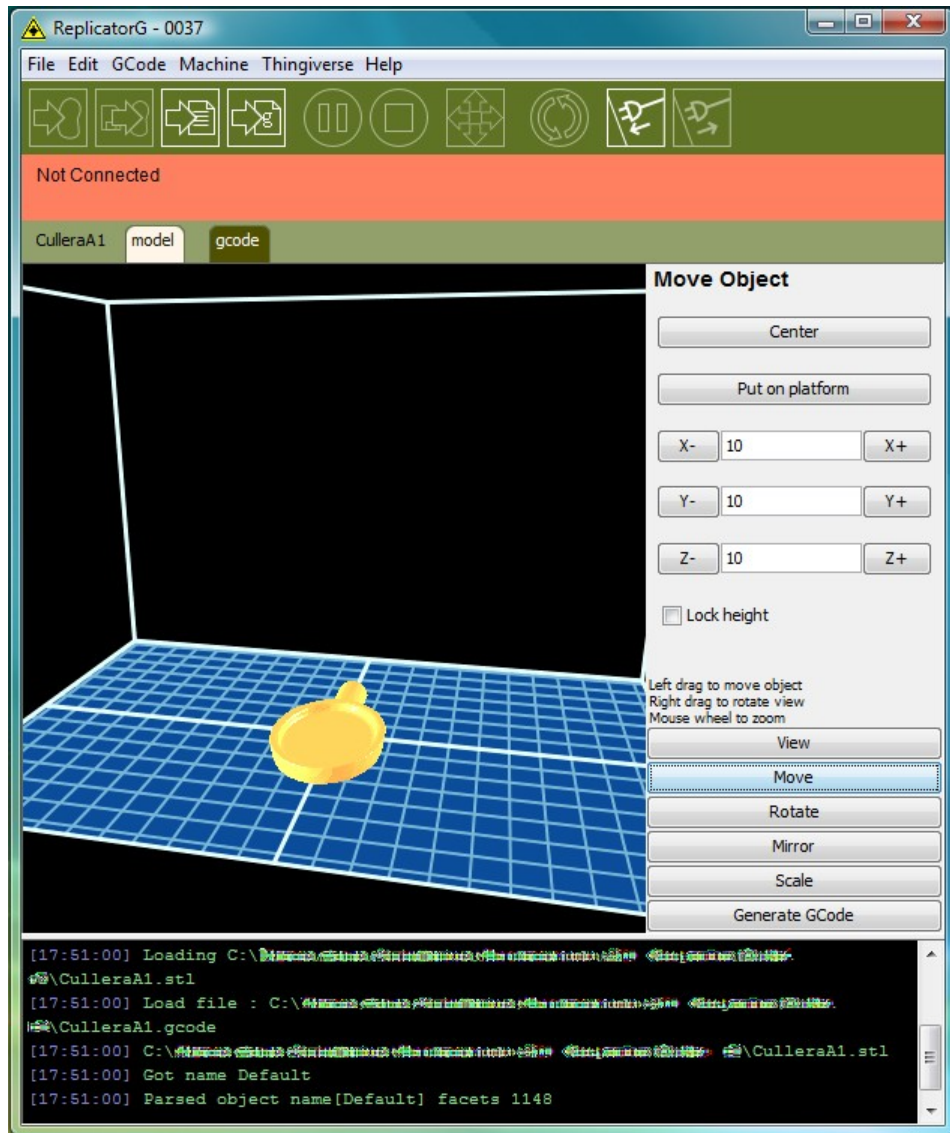 ReplicatorG - 0037
File Edit GCode Machine Thingiverse Help
g
Not Connected
CulleraA1 model gcode
Move Object
Center
Put on platform
X- 10 X+
Y- 10 Y+
Z- 10 Z+
Lock height
Left drag to move object
Right drag to rotate view
Mouse wheel to zoom
View
Move
Rotate
Mirror
Scale
Generate GCode
[17:51:00] Loading C:\
\CulleraA1.stl
[17:51:00] Load file : C:\
\CulleraA1.gcode
[17:51:00] C:\ \CulleraA1.stl
[17:51:00] Got name Default
[17:51:00] Parsed object name[Default] facets 1148